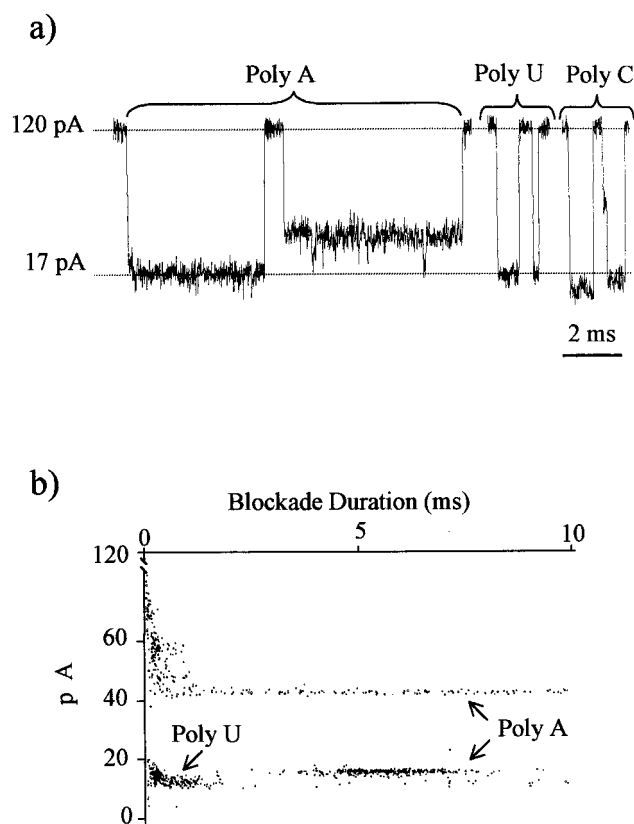 a)
Poly A Poly U Poly C
120 pA
17 pA
2 ms
b)
Blockade Duration (ms)
0 5 10
120
60
40
20
0
p A
Poly U
Poly A